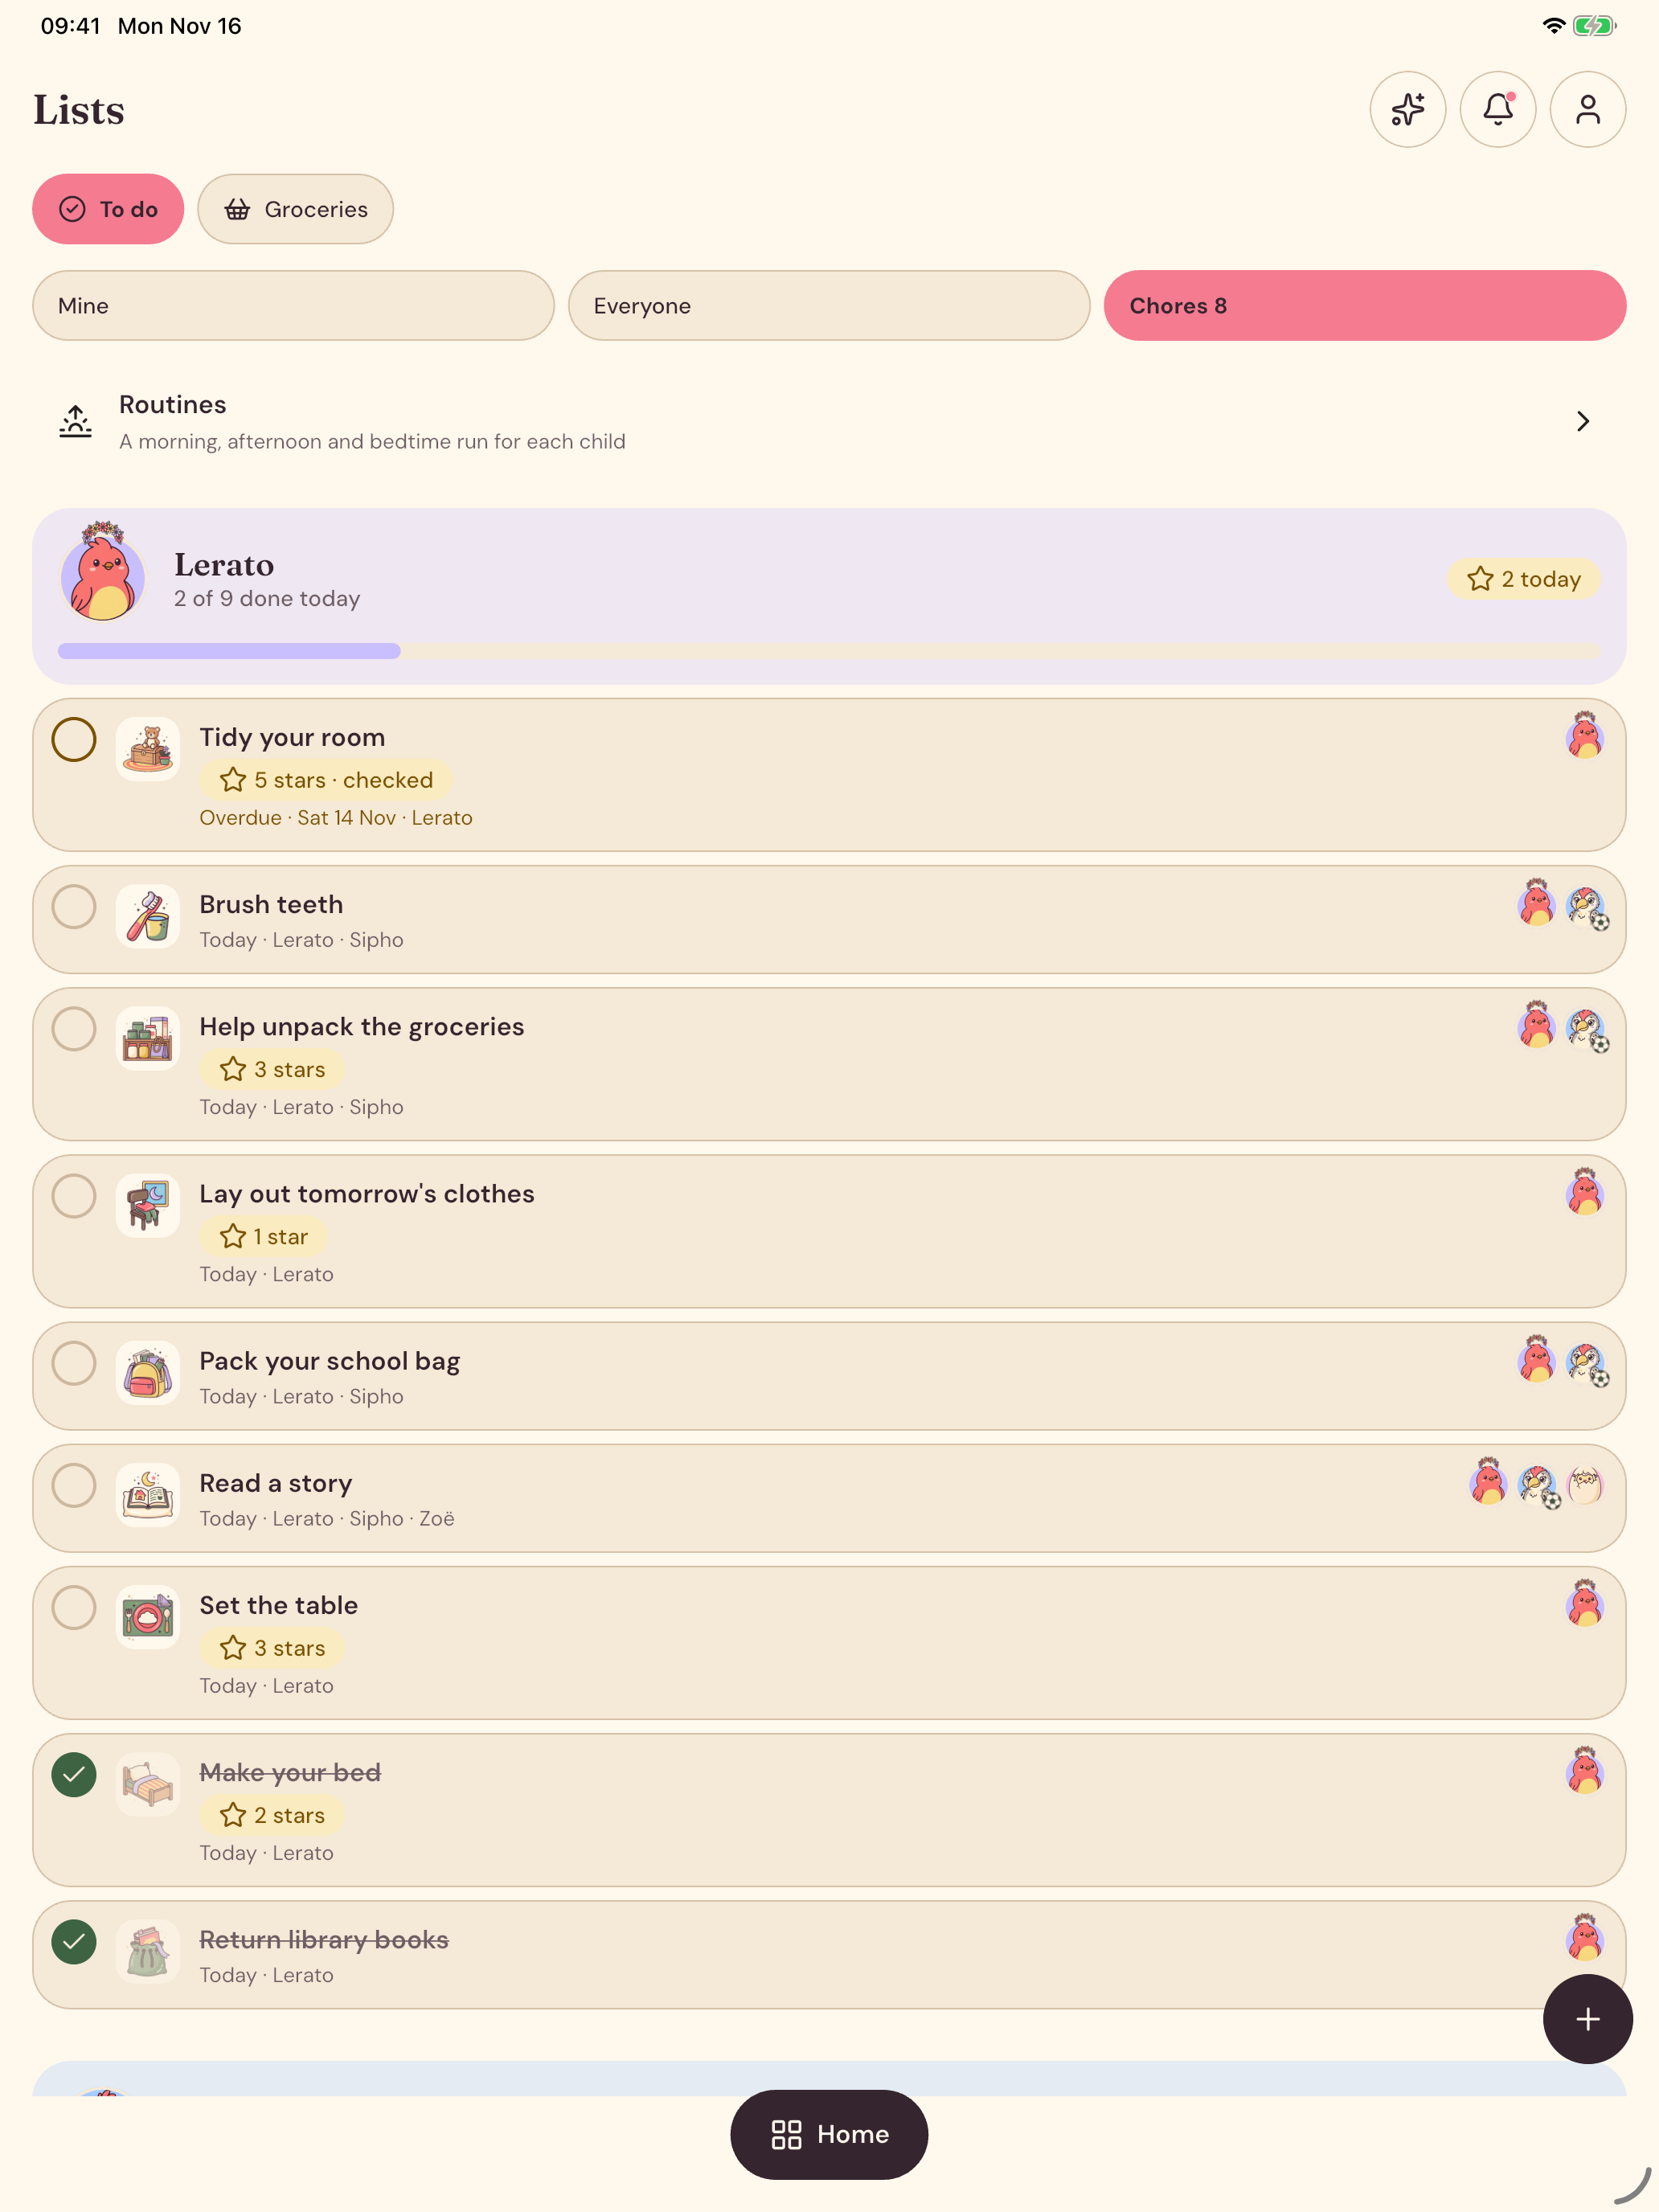 09:41 Mon Nov 16
Lists
To do
Groceries
Mine
Everyone
Chores 8
Routines
A morning, afternoon and bedtime run for each child
Lerato
2 of 9 done today
2 today
Tidy your room
5 stars · checked
Overdue · Sat 14 Nov · Lerato
Brush teeth
Today · Lerato · Sipho
Help unpack the groceries
3 stars
Today · Lerato · Sipho
Lay out tomorrow's clothes
1 star
Today · Lerato
Pack your school bag
Today · Lerato · Sipho
Read a story
Today · Lerato · Sipho · Zoë
Set the table
3 stars
Today · Lerato
Make your bed
2 stars
Today · Lerato
Return library books
Today · Lerato
Home